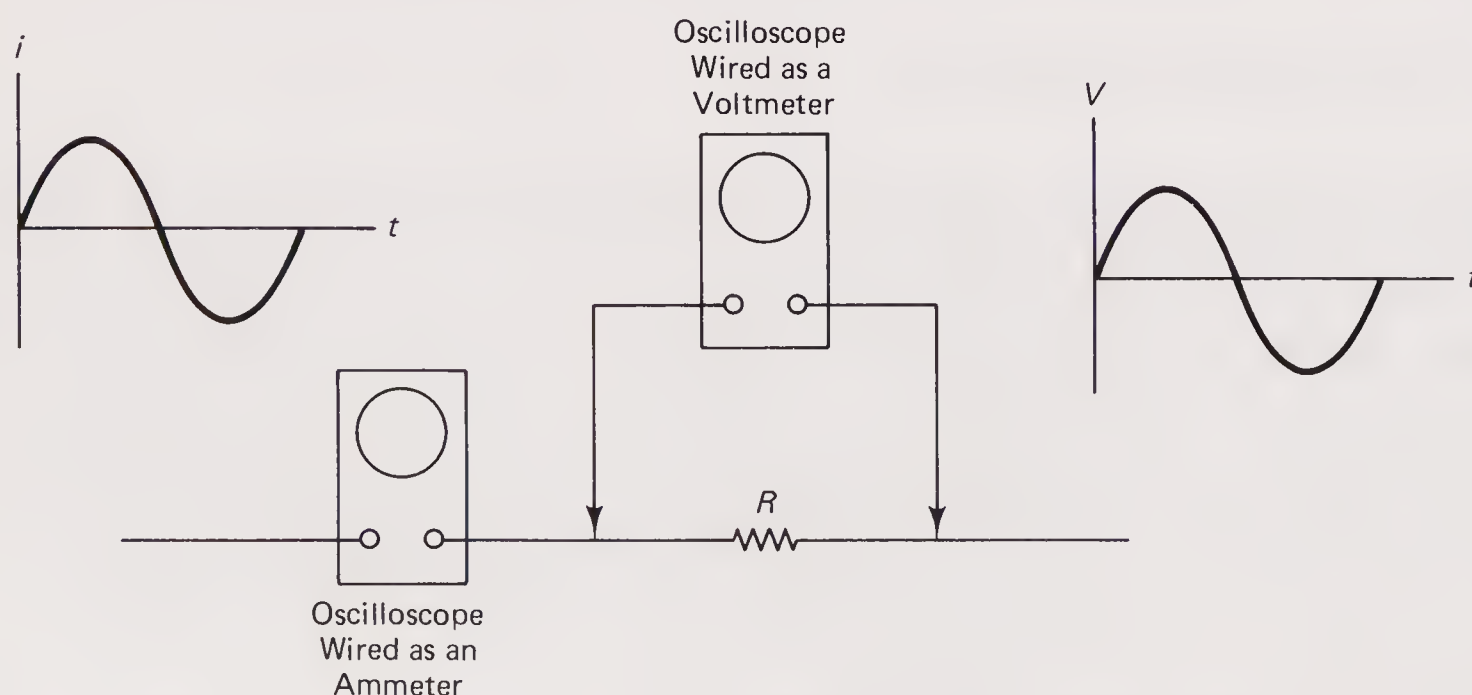 i
t
Oscilloscope
Wired as a
Voltmeter
V
t
R
Oscilloscope
Wired as an
Ammeter